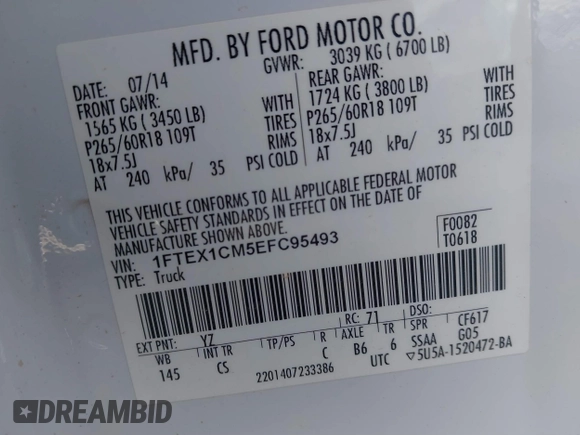 MFD. BY FORD MOTOR CO.
DATE: 07/14
GVWR: 3039 KG ( 6700 LB)
FRONT GAWR: WITH
1565 KG ( 3450 LB) TIRES
P265/60R18 109T RIMS
18x7.5J
AT 240 kPa/ 35 PSI COLD
REAR GAWR: WITH
1724 KG ( 3800 LB) TIRES
P265/60R18 109T RIMS
18x7.5J
AT 240 kPa/ 35 PSI COLD
THIS VEHICLE CONFORMS TO ALL APPLICABLE FEDERAL MOTOR
VEHICLE SAFETY STANDARDS IN EFFECT ON THE DATE OF
MANUFACTURE SHOWN ABOVE.
VIN: 1FTEX1CM5EFC95493
TYPE: Truck
F0082
T0618
EXT PNT: YZ RC: 71 DSO:
WB INT TR TP/PS R AXLE TR SPR CF617
145 CS C B6 6 SSAA G05
2201407233386 UTC ▽5U5A-1520472-BA
DREAMBID